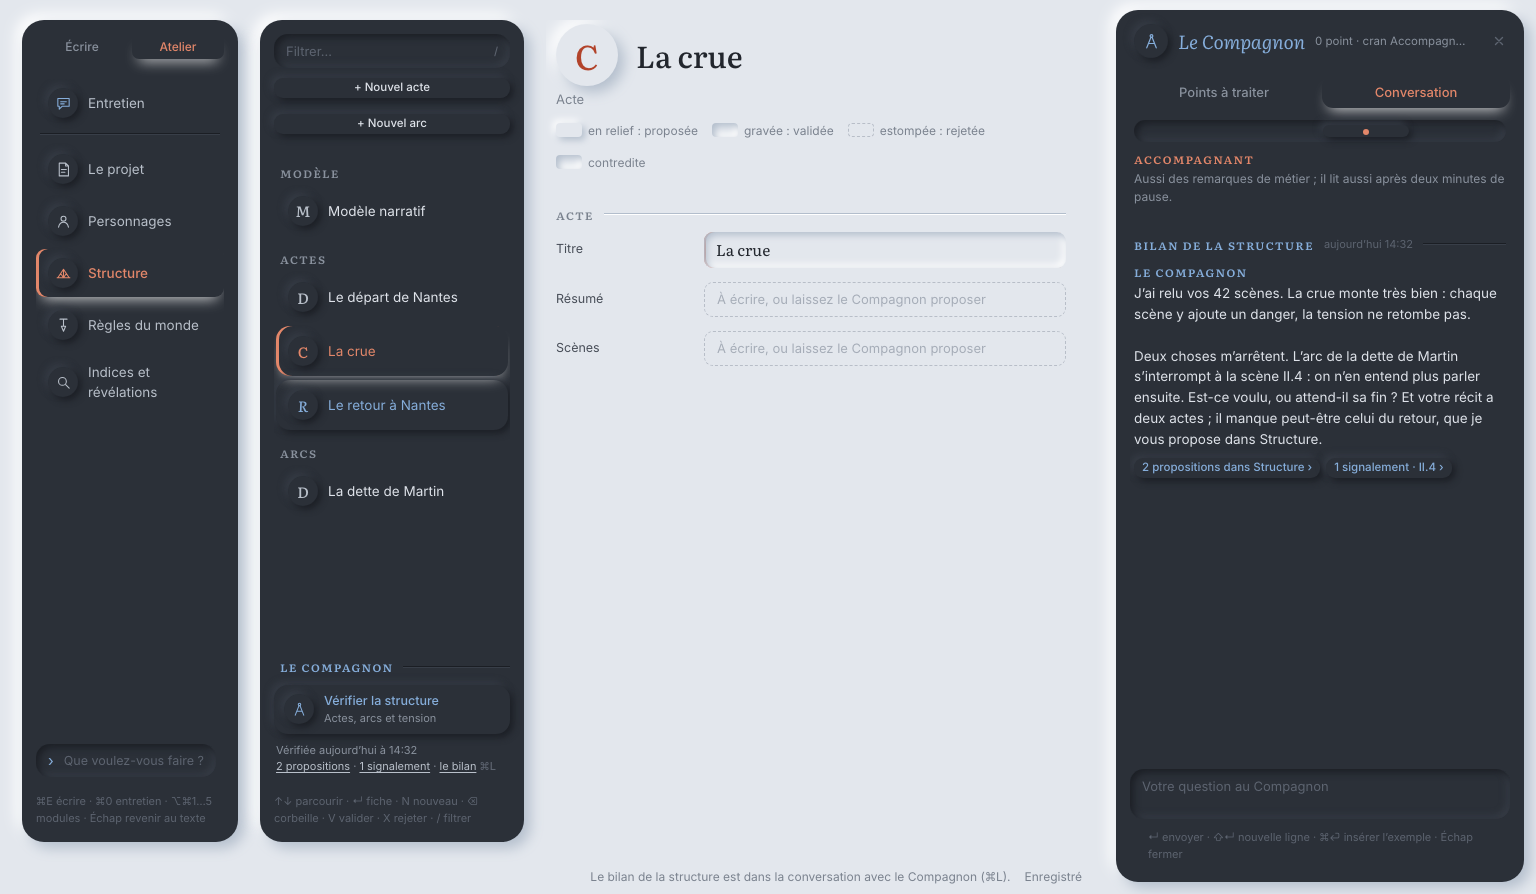 Écrire
Atelier
Entretien
Le projet
Personnages
Structure
Règles du monde
Indices et
révélations
› Que voulez-vous faire ?
⌘E écrire · ⌘0 entretien · ⌥⌘1…5
modules · Échap revenir au texte
Filtrer… /
+ Nouvel acte
+ Nouvel arc
MODÈLE
M Modèle narratif
ACTES
D Le départ de Nantes
C La crue
R Le retour à Nantes
ARCS
D La dette de Martin
LE COMPAGNON
Vérifier la structure
Actes, arcs et tension
Vérifiée aujourd’hui à 14:32
2 propositions · 1 signalement · le bilan ⌘L
↑↓ parcourir · ↵ fiche · N nouveau · ⌫
corbeille · V valider · X rejeter · / filtrer
C La crue
Acte
en relief : proposée gravée : validée estompée : rejetée
contredite
ACTE
Titre La crue
Résumé À écrire, ou laissez le Compagnon proposer
Scènes À écrire, ou laissez le Compagnon proposer
Le bilan de la structure est dans la conversation avec le Compagnon (⌘L). Enregistré
Le Compagnon 0 point · cran Accompagn… ×
Points à traiter Conversation
ACCOMPAGNANT
Aussi des remarques de métier ; il lit aussi après deux minutes de
pause.
BILAN DE LA STRUCTURE aujourd’hui 14:32
LE COMPAGNON
J’ai relu vos 42 scènes. La crue monte très bien : chaque
scène y ajoute un danger, la tension ne retombe pas.
Deux choses m’arrêtent. L’arc de la dette de Martin
s’interrompt à la scène II.4 : on n’en entend plus parler
ensuite. Est-ce voulu, ou attend-il sa fin ? Et votre récit a
deux actes ; il manque peut-être celui du retour, que je
vous propose dans Structure.
2 propositions dans Structure › 1 signalement · II.4 ›
Votre question au Compagnon
↵ envoyer · ⇧↵ nouvelle ligne · ⌘⏎ insérer l’exemple · Échap
fermer